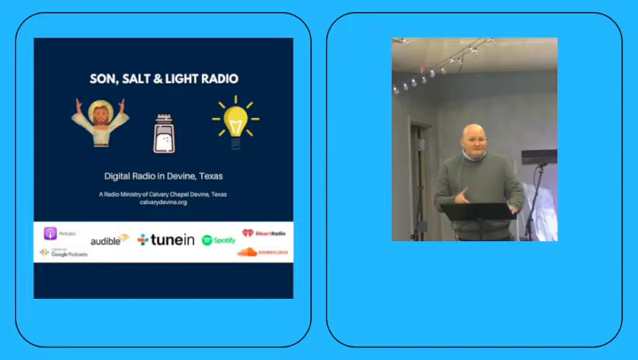 SON, SALT & LIGHT RADIO
Digital Radio in Devine, Texas
A Radio Ministry of Calvary Chapel Devine, Texas
calvarydevine.org
Podcasts
audible
tunein
Spotify
iHeartRadio
Google Podcasts
SOUNDCLOUD